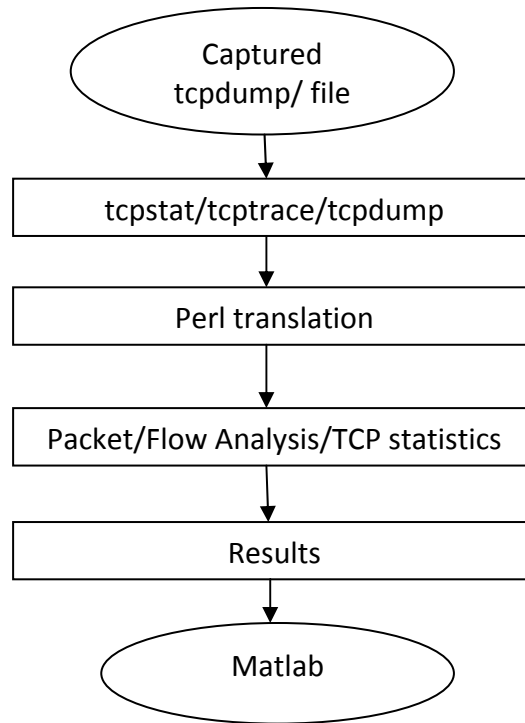 Captured
tcpdump/ file
tcpstat/tcptrace/tcpdump
Perl translation
Packet/Flow Analysis/TCP statistics
Results
Matlab